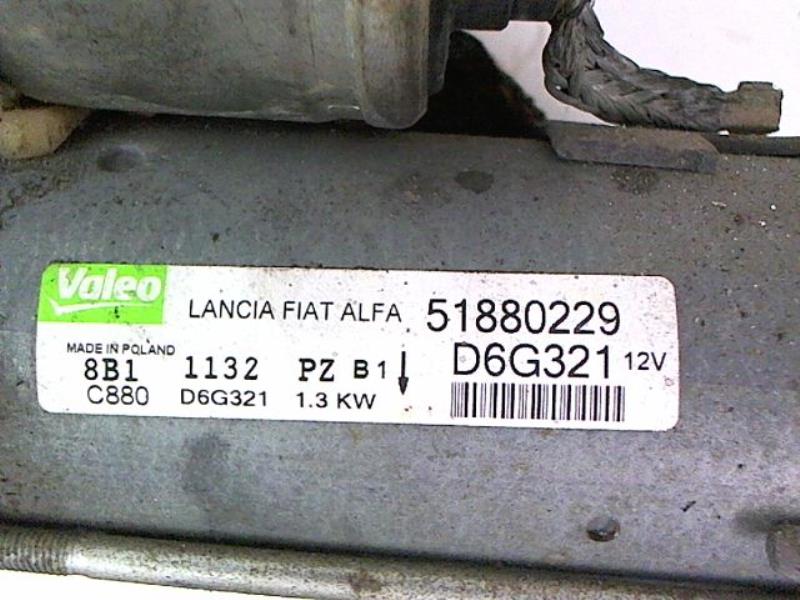 Valeo
LANCIA FIAT ALFA 51880229
MADE IN POLAND
D6G321 12V
8B1 1132 PZ B1
C880 D6G321 1.3 KW